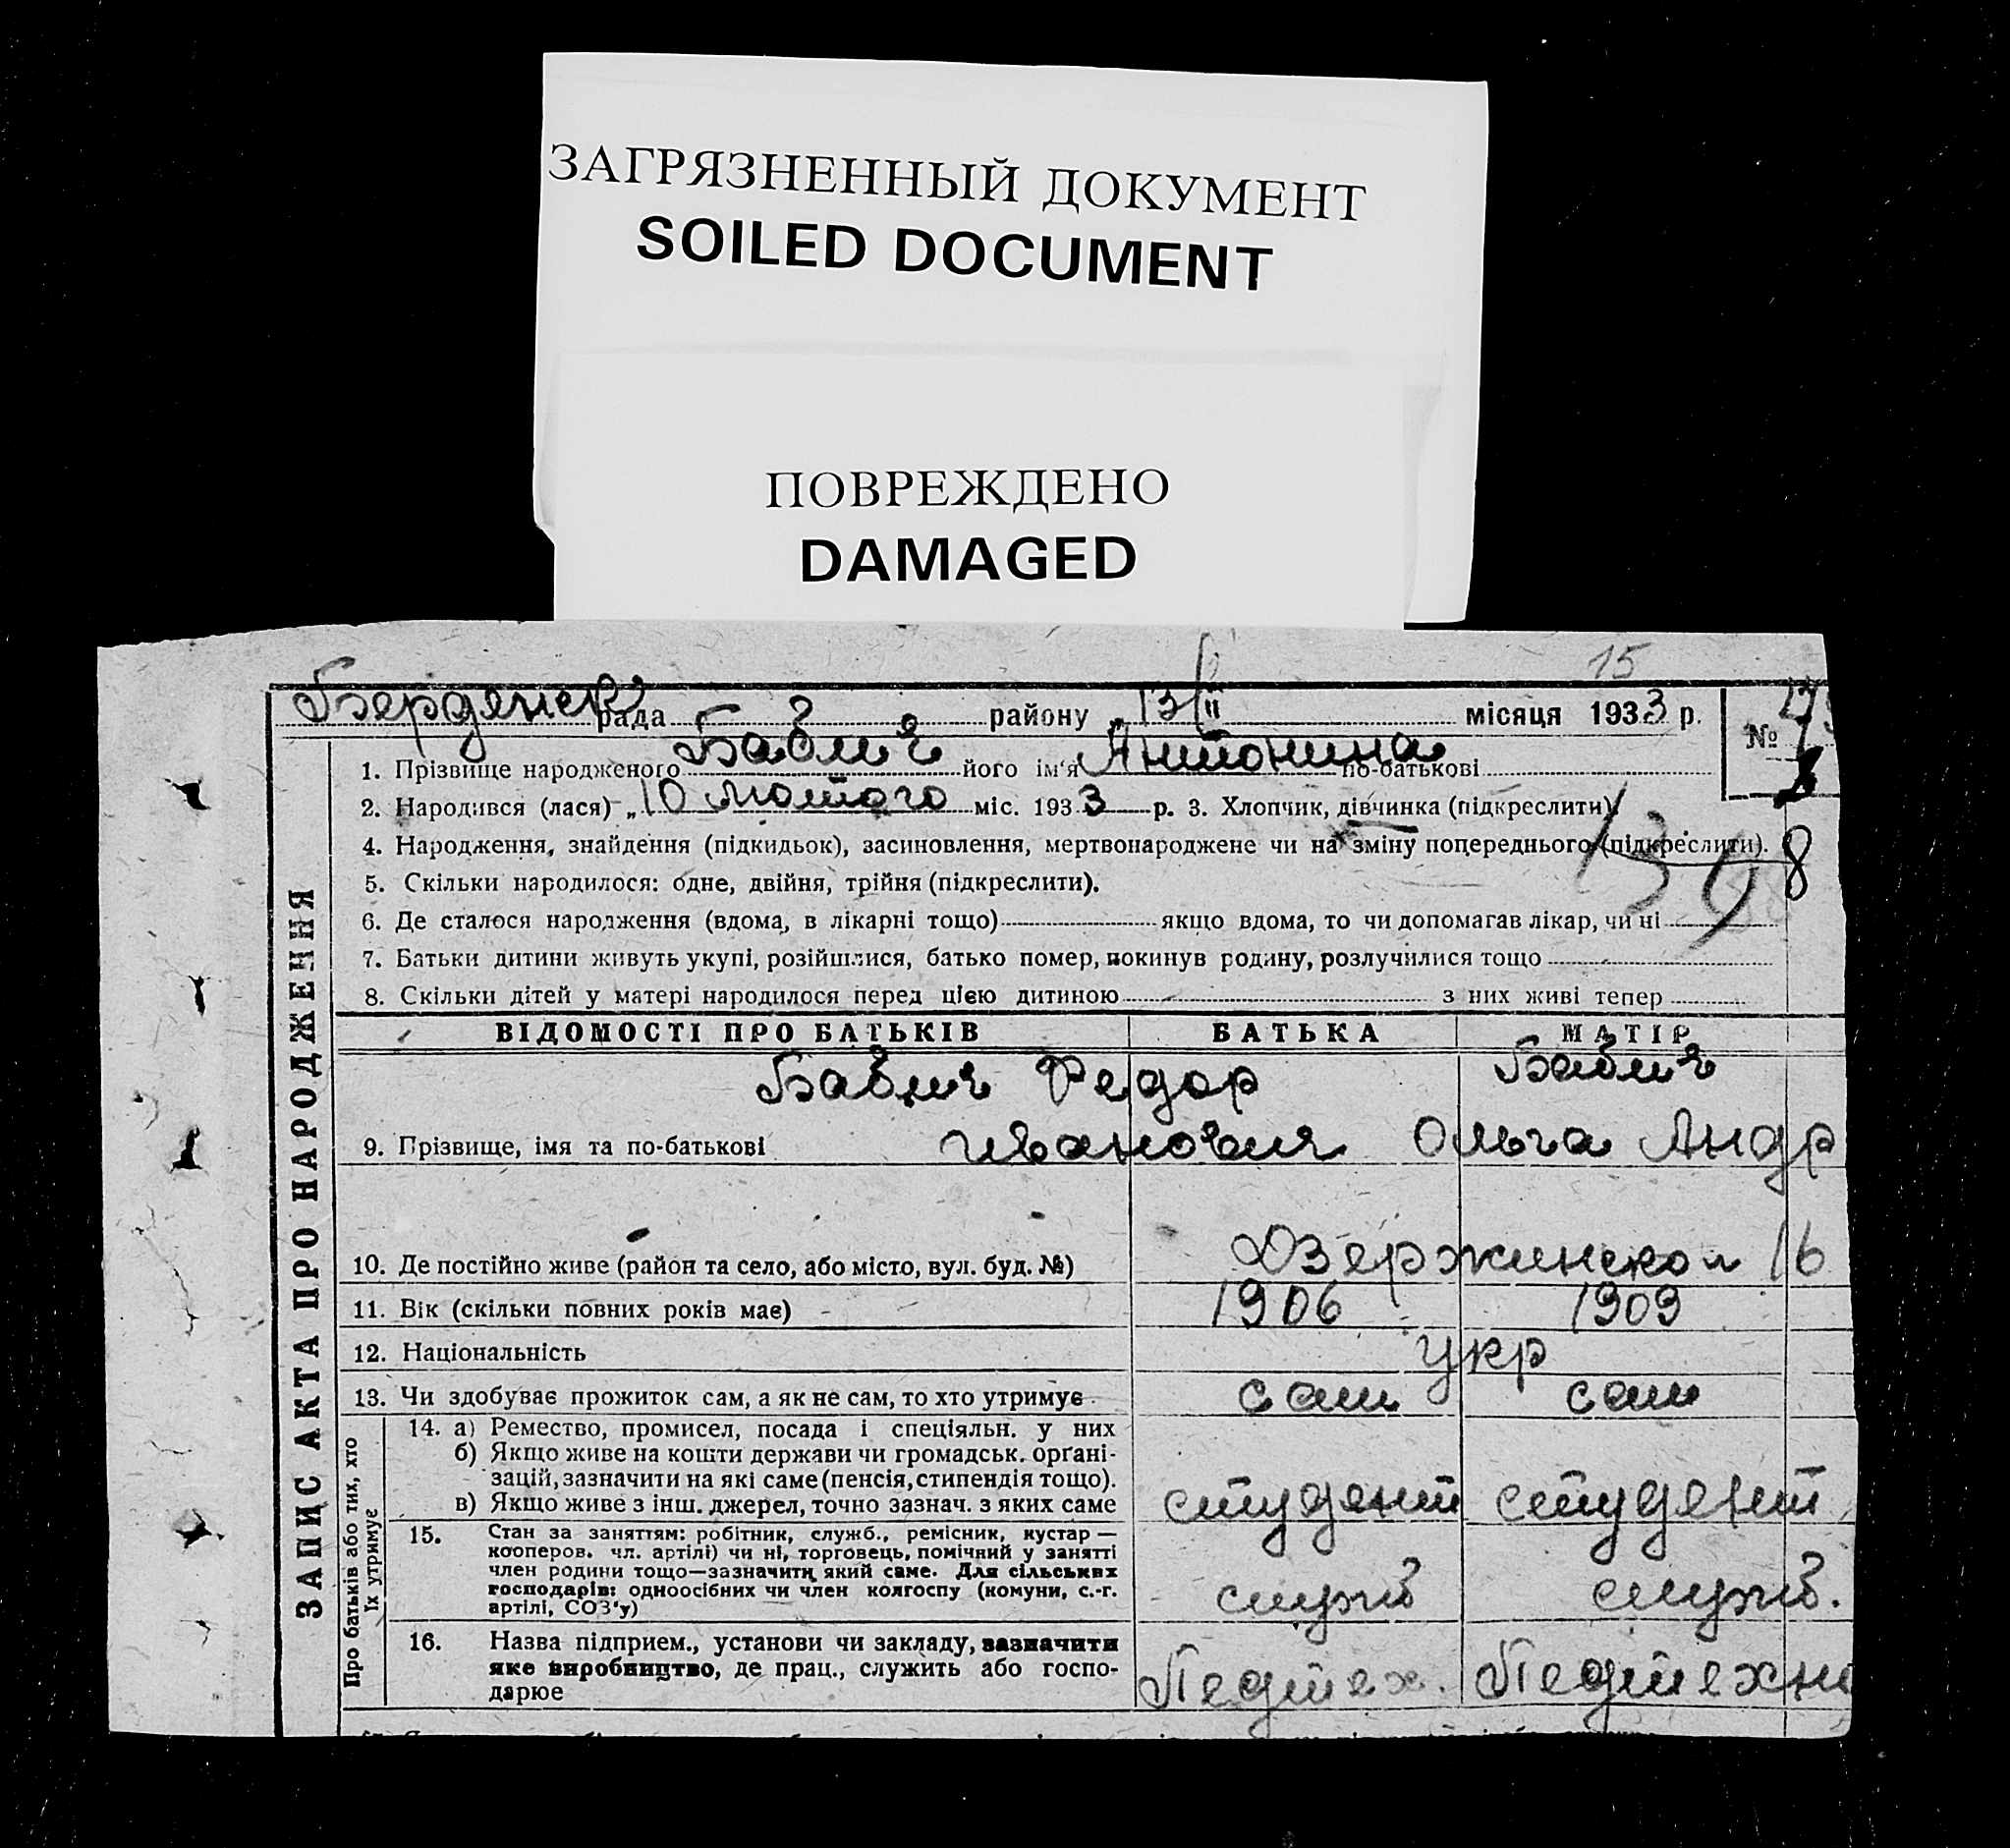 ЗАГРЯЗНЕННЫЙ ДОКУМЕНТ
SOILED DOCUMENT
ПОВРЕЖДЕНО
DAMAGED
15
Бердянск рада району „13/II місяця 1933 р. №
1. Прізвище народженого Бабич його ім'я Антонина по-батькові
2. Народився (лася) „10 лютого міс. 1933 р. 3. Хлопчик, дівчинка (підкреслити)
4. Народження, знайдення (підкидьок), засиновлення, мертвонароджене чи на зміну попереднього (підкреслити).
5. Скільки народилося: одне, двійня, трійня (підкреслити).
6. Де сталося народження (вдома, в лікарні тощо) якщо вдома, то чи допомагав лікар, чи ні
7. Батьки дитини живуть укупі, розійшлися, батько помер, покинув родину, розлучилися тощо
8. Скільки дітей у матері народилося перед цією дитиною з них живі тепер
ЗАПИС АКТА ПРО НАРОДЖЕННЯ
ВІДОМОСТІ ПРО БАТЬКІВ БАТЬКА МАТІР
Бабич Федор Бабич
9. Прізвище, імя та по-батькові Иванович Ольга Андр
10. Де постійно живе (район та село, або місто, вул. буд. №) Дзержинског 16
11. Вік (скільки повних років має) 1906 1909
12. Національність укр
13. Чи здобуває прожиток сам, а як не сам, то хто утримує сам сам
Про батьків або тих, хто
їх утримує
14. а) Ремество, промисел, посада і спеціяльн. у них
б) Якщо живе на кошти держави чи громадськ. орґані-
зацій, зазначити на які саме (пенсія, стипендія тощо).
в) Якщо живе з інш. джерел, точно зазнач. з яких саме студент студент
15. Стан за заняттям: робітник, служб., ремісник, кустар —
кооперов. чл. артілі) чи ні, торговець, помічний у занятті
член родини тощо—зазначити який саме. Для сільських
господарів: одноосібних чи член колгоспу (комуни, с.-г.
артілі, СОЗ'у) служб служб.
16. Назва підприєм., установи чи закладу, зазначити
яке виробництво, де прац., служить або госпо-
дарює Педтех. Педтехни